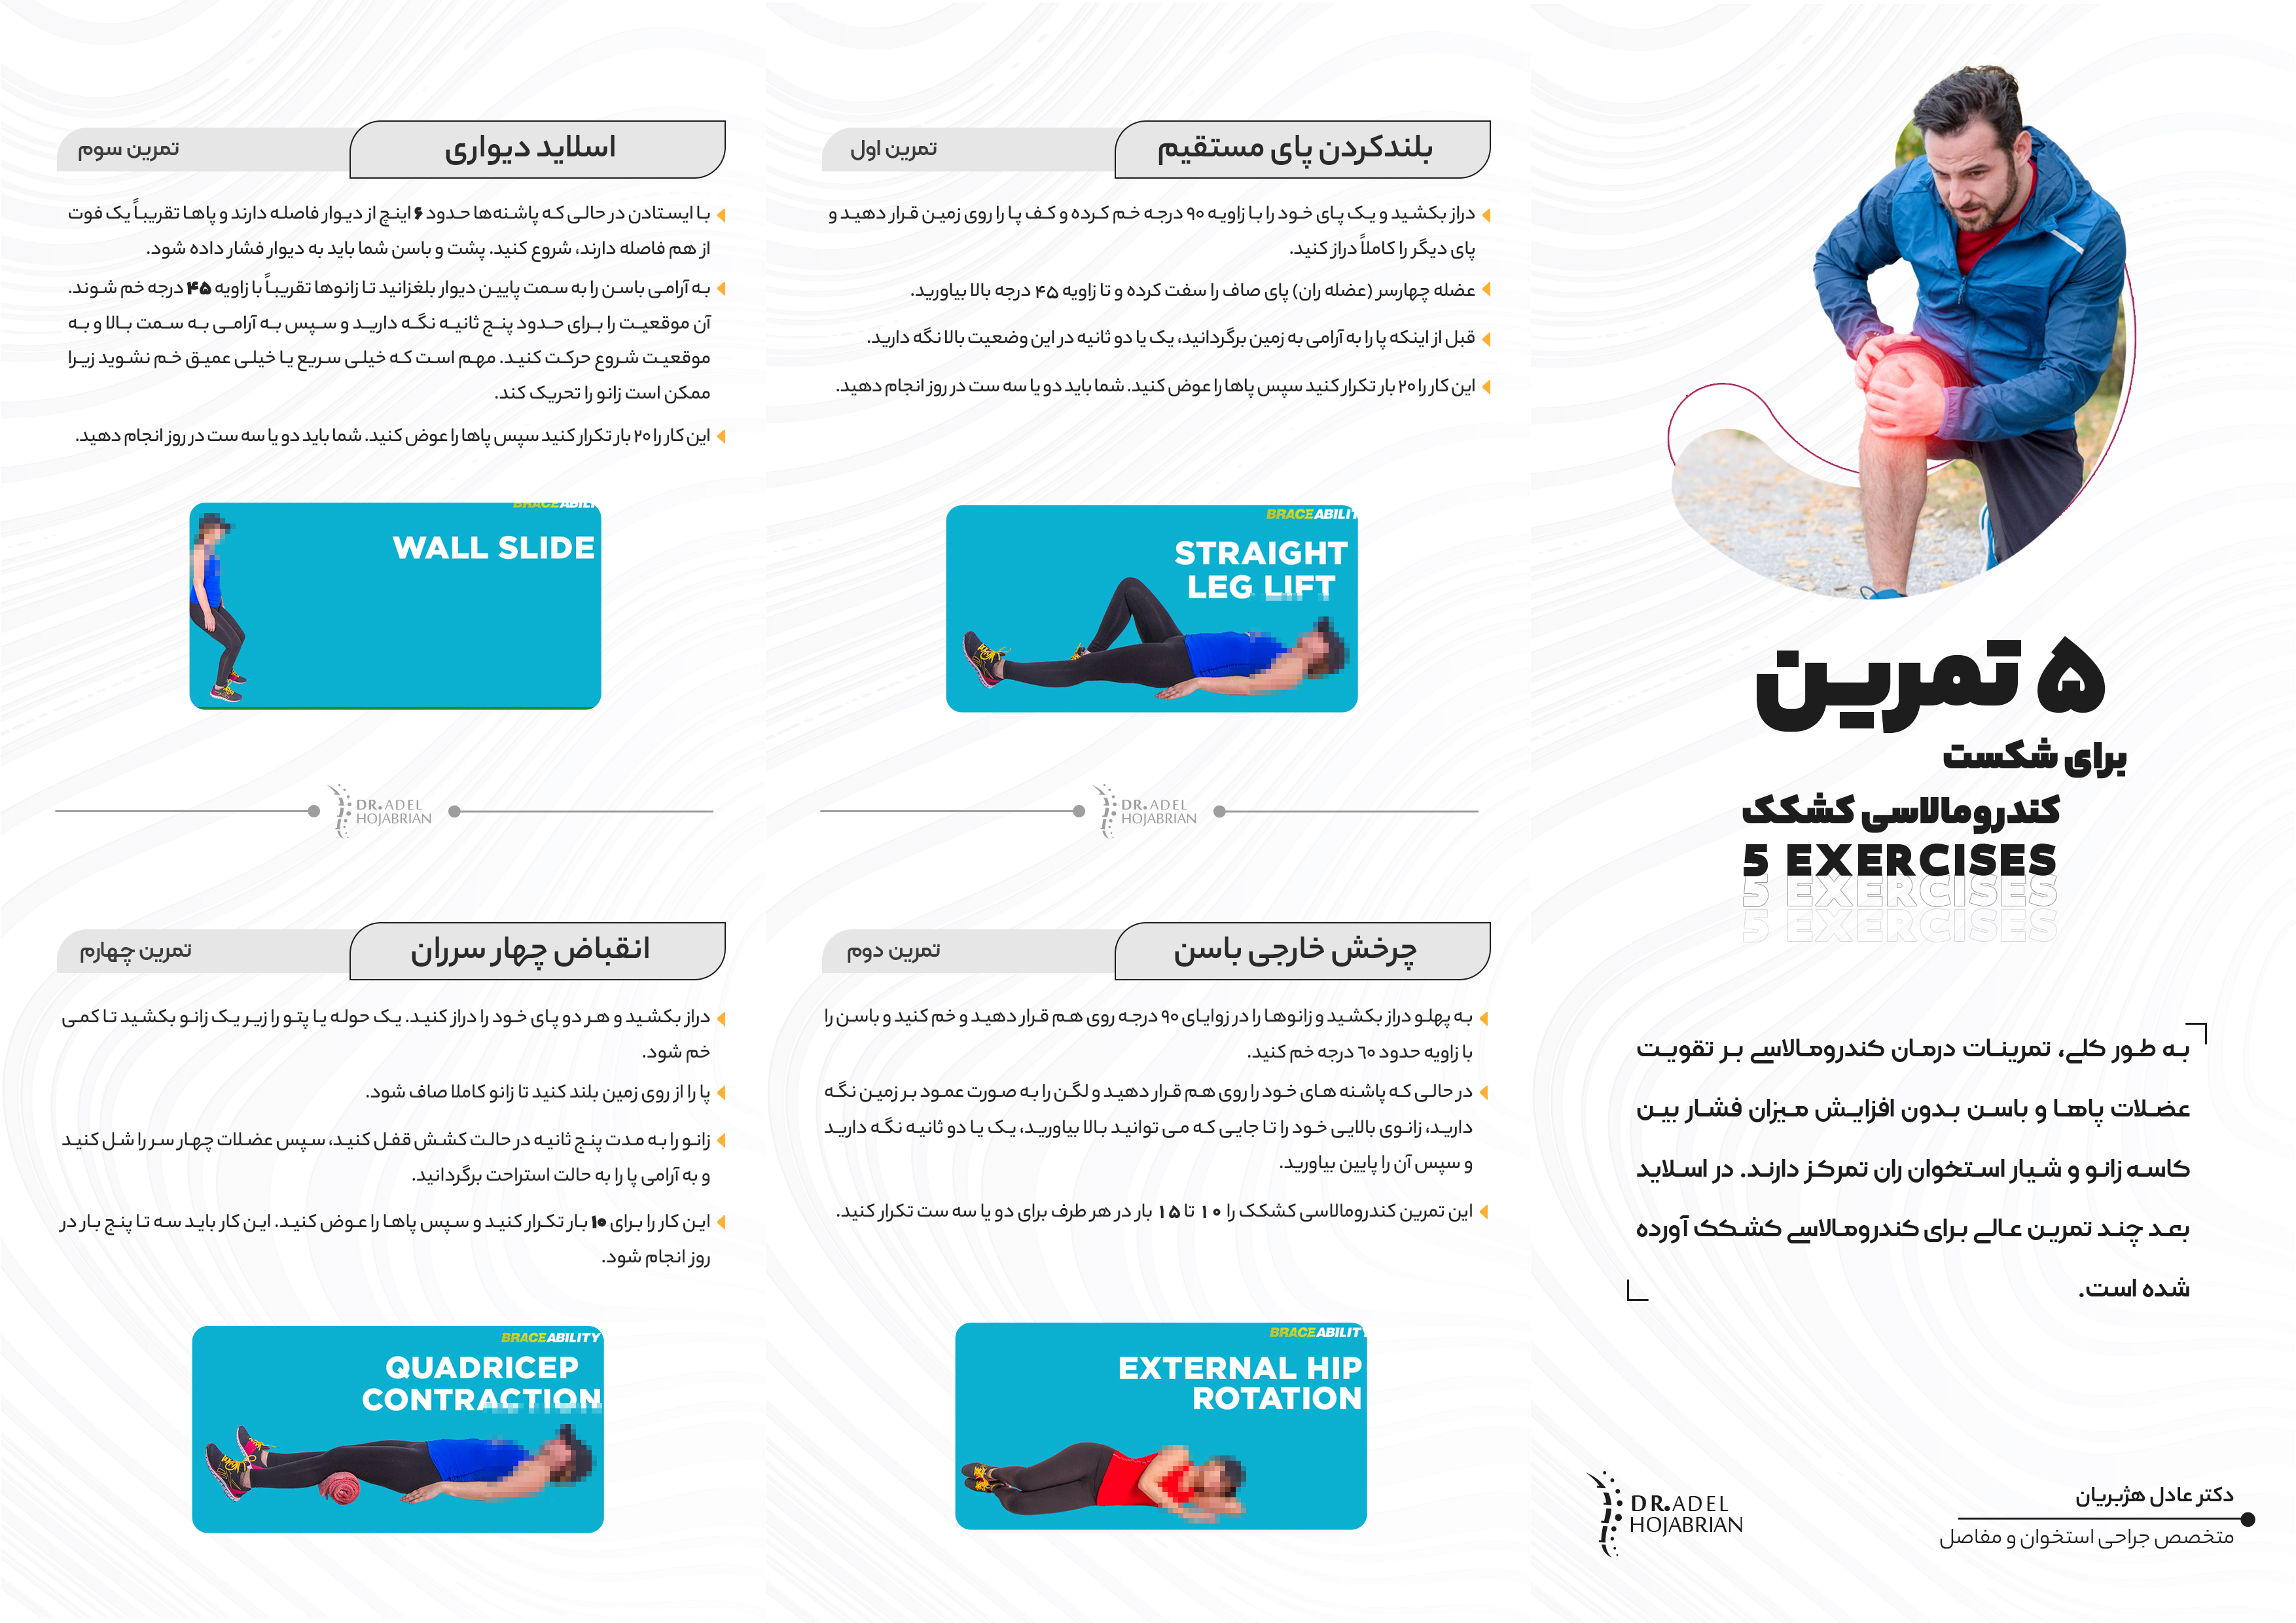 ۵ تمرین
برای شکست
کندرومالاسی کشکک
5 EXERCISES
5 EXERCISES
5 EXERCISES
به طور کلی، تمرینات درمان کندرومالاسی بر تقویت
عضلات پاها و باسن بدون افزایش میزان فشار بین
کاسه زانو و شیار استخوان ران تمرکز دارند. در اسلاید
بعد چند تمرین عالی برای کندرومالاسی کشکک آورده
شده است.
دکتر عادل هژبریان
متخصص جراحی استخوان و مفاصل
DR.ADEL
HOJABRIAN
بلندکردن پای مستقیم
تمرین اول
دراز بکشید و یک پای خود را با زاویه ۹۰ درجه خم کرده و کف پا را روی زمین قرار دهید و
پای دیگر را کاملاً دراز کنید.
عضله چهارسر (عضله ران) پای صاف را سفت کرده و تا زاویه ۴۵ درجه بالا بیاورید.
قبل از اینکه پا را به آرامی به زمین برگردانید، یک یا دو ثانیه در این وضعیت بالا نگه دارید.
این کار را ۲۰ بار تکرار کنید سپس پاها را عوض کنید. شما باید دو یا سه ست در روز انجام دهید.
BRACEABILITY
STRAIGHT
LEG LIFT
DR.ADEL
HOJABRIAN
چرخش خارجی باسن
تمرین دوم
به پهلو دراز بکشید و زانوها را در زوایای ۹۰ درجه روی هم قرار دهید و خم کنید و باسن را
با زاویه حدود ٦٠ درجه خم کنید.
در حالی که پاشنه های خود را روی هم قرار دهید و لگن را به صورت عمود بر زمین نگه
دارید، زانوی بالایی خود را تا جایی که می توانید بالا بیاورید، یک یا دو ثانیه نگه دارید
و سپس آن را پایین بیاورید.
این تمرین کندرومالاسی کشکک را ۱۰ تا ۱۵ بار در هر طرف برای دو یا سه ست تکرار کنید.
BRACEABILITY
EXTERNAL HIP
ROTATION
اسلاید دیواری
تمرین سوم
با ایستادن در حالی که پاشنه‌ها حدود ۶ اینچ از دیوار فاصله دارند و پاها تقریباً یک فوت
از هم فاصله دارند، شروع کنید. پشت و باسن شما باید به دیوار فشار داده شود.
به آرامی باسن را به سمت پایین دیوار بلغزانید تا زانوها تقریباً با زاویه ۴۵ درجه خم شوند.
آن موقعیت را برای حدود پنج ثانیه نگه دارید و سپس به آرامی به سمت بالا و به
موقعیت شروع حرکت کنید. مهم است که خیلی سریع یا خیلی عمیق خم نشوید زیرا
ممکن است زانو را تحریک کند.
این کار را ۲۰ بار تکرار کنید سپس پاها را عوض کنید. شما باید دو یا سه ست در روز انجام دهید.
BRACEABILI
WALL SLIDE
DR.ADEL
HOJABRIAN
انقباض چهار سرران
تمرین چهارم
دراز بکشید و هر دو پای خود را دراز کنید. یک حوله یا پتو را زیر یک زانو بکشید تا کمی
خم شود.
پا را از روی زمین بلند کنید تا زانو کاملا صاف شود.
زانو را به مدت پنج ثانیه در حالت کشش قفل کنید، سپس عضلات چهار سر را شل کنید
و به آرامی پا را به حالت استراحت برگردانید.
این کار را برای ۱۰ بار تکرار کنید و سپس پاها را عوض کنید. این کار باید سه تا پنج بار در
روز انجام شود.
BRACEABILITY
QUADRICEP
CONTRACTION